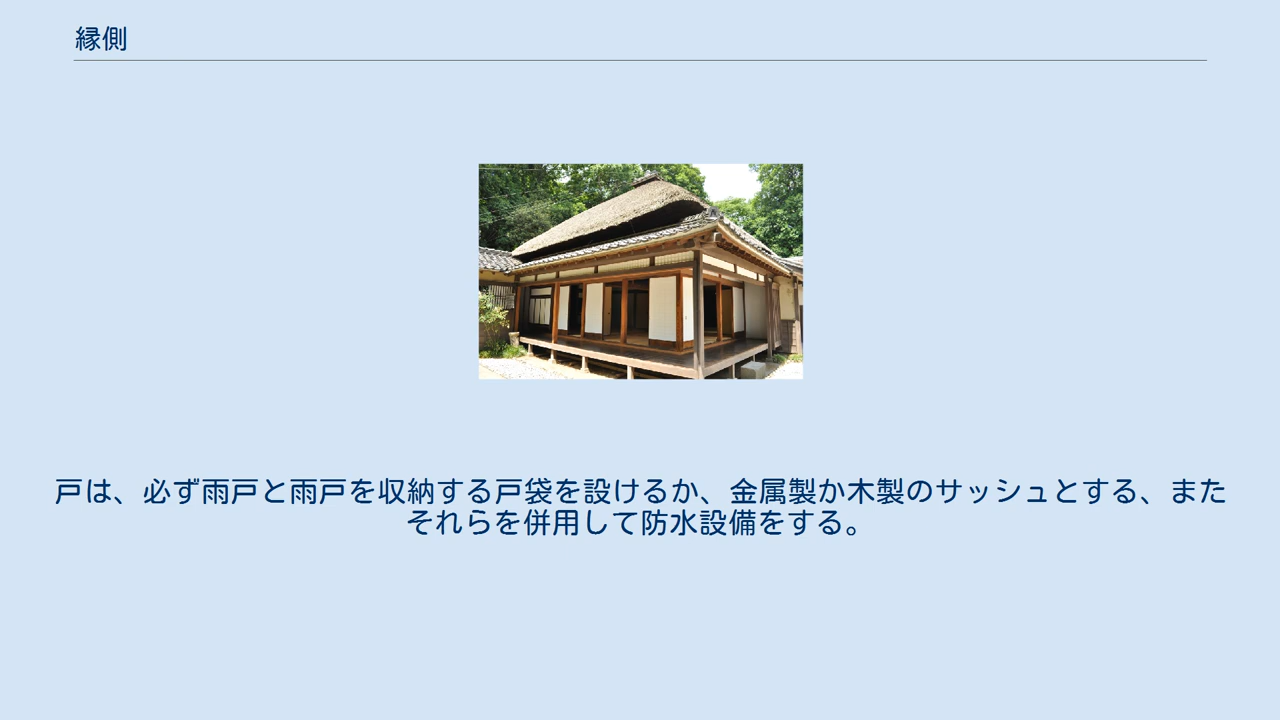 縁側
戸は、必ず雨戸と雨戸を収納する戸袋を設けるか、金属製か木製のサッシュとする、また
それらを併用して防水設備をする。